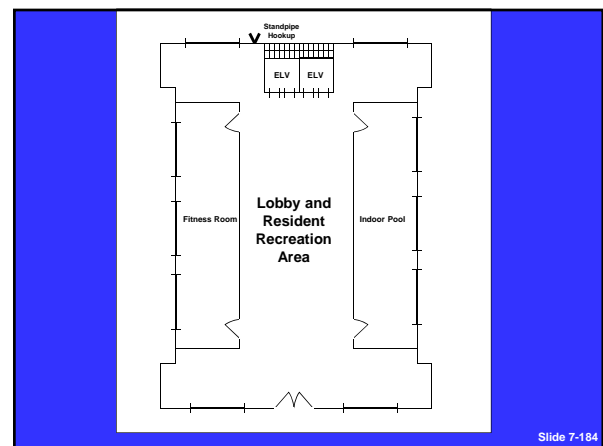 Standpipe
Hookup
ELV ELV
Fitness Room
Lobby and
Resident
Recreation
Area
Indoor Pool
Slide 7-184